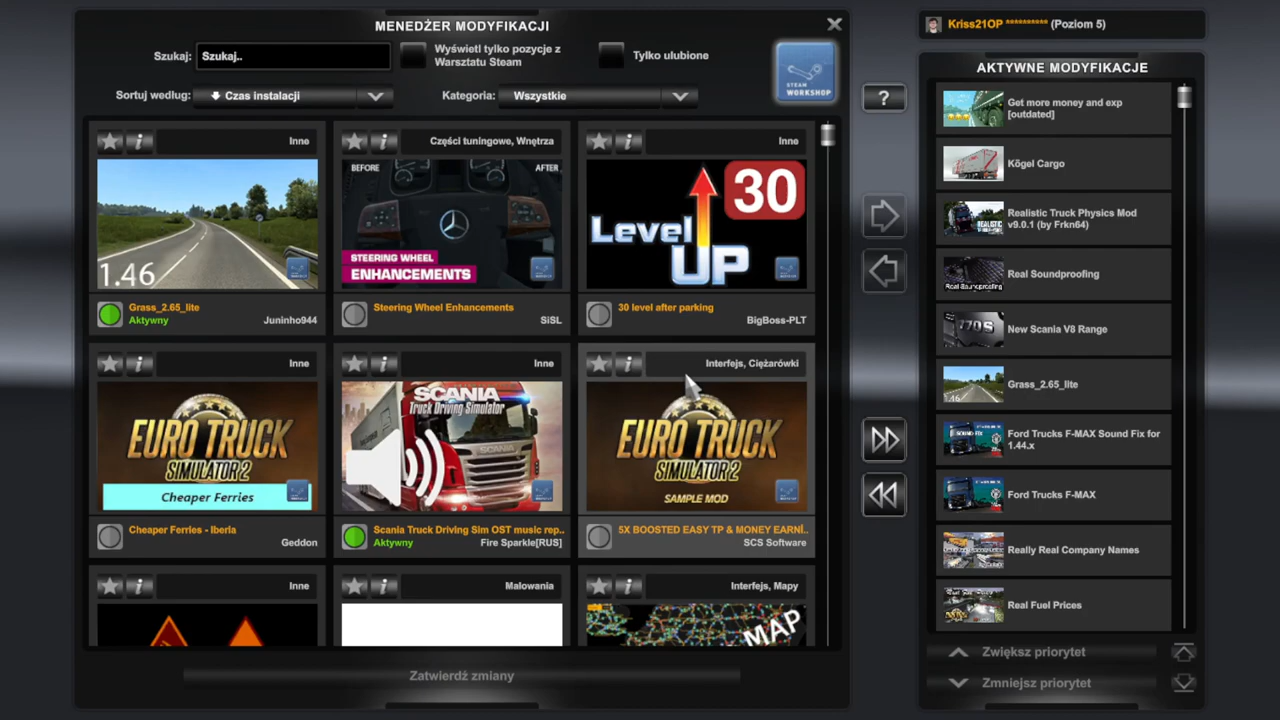 MENEDŻER MODYFIKACJI
Szukaj:
Szukaj..
Wyświetl tylko pozycje z
Warsztatu Steam
Tylko ulubione
STEAM
WORKSHOP
Sortuj według:
Czas instalacji
Kategoria:
Wszystkie
Inne
1.46
Grass_2.65_lite
Aktywny
Juninho944
Części tuningowe, Wnętrza
BEFORE
AFTER
STEERING WHEEL
ENHANCEMENTS
Steering Wheel Enhancements
SiSL
Inne
30
Level
UP
30 level after parking
BigBoss-PLT
Inne
EURO TRUCK
SIMULATOR 2
Cheaper Ferries
Cheaper Ferries - Iberia
Geddon
Inne
SCANIA
Truck Driving Simulator
Scania Truck Driving Sim OST music rep..
Aktywny
Fire Sparkle[RUS]
Interfejs, Ciężarówki
EURO TRUCK
SIMULATOR 2
SAMPLE MOD
5X BOOSTED EASY TP & MONEY EARNİ..
SCS Software
Inne
Malowania
Interfejs, Mapy
MAP
Zatwierdź zmiany
?
Kriss21OP ********** (Poziom 5)
AKTYWNE MODYFIKACJE
Get more money and exp
[outdated]
Kögel Cargo
Realistic Truck Physics Mod
v9.0.1 (by Frkn64)
Real Soundproofing
New Scania V8 Range
Grass_2.65_lite
Ford Trucks F-MAX Sound Fix for
1.44.x
Ford Trucks F-MAX
Really Real Company Names
Real Fuel Prices
Zwiększ priorytet
Zmniejsz priorytet